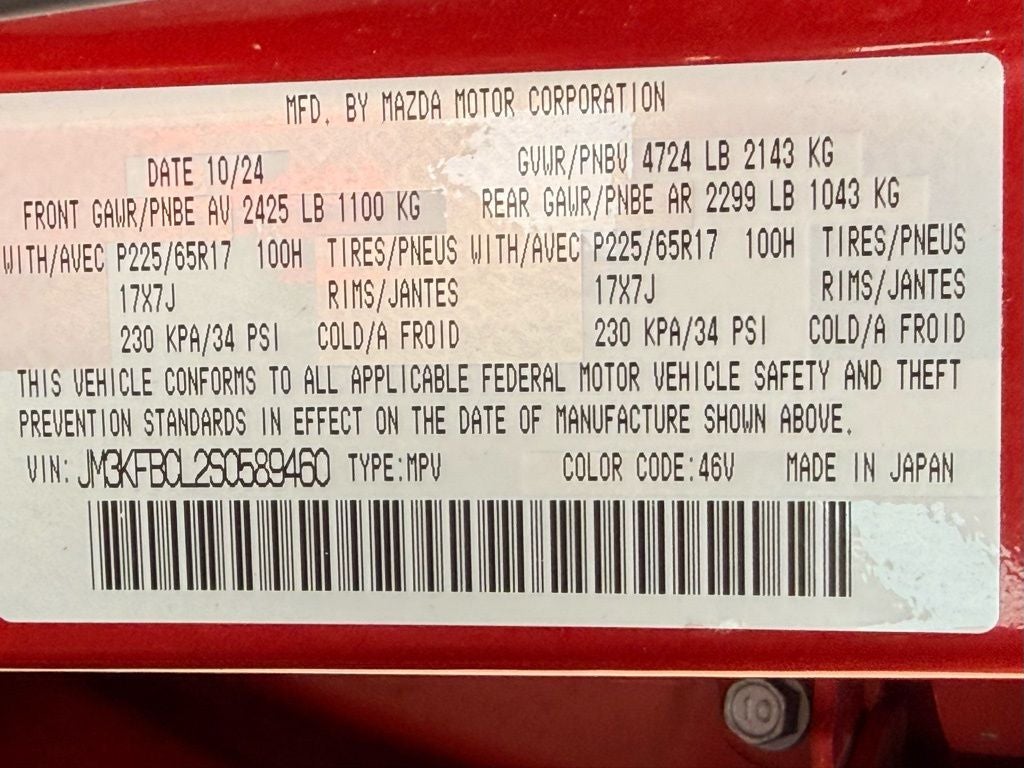 MFD. BY MAZDA MOTOR CORPORATION
DATE 10/24 GVWR/PNBV 4724 LB 2143 KG
FRONT GAWR/PNBE AV 2425 LB 1100 KG REAR GAWR/PNBE AR 2299 LB 1043 KG
WITH/AVEC P225/65R17 100H TIRES/PNEUS WITH/AVEC P225/65R17 100H TIRES/PNEUS
17X7J RIMS/JANTES 17X7J RIMS/JANTES
230 KPA/34 PSI COLD/A FROID 230 KPA/34 PSI COLD/A FROID
THIS VEHICLE CONFORMS TO ALL APPLICABLE FEDERAL MOTOR VEHICLE SAFETY AND THEFT
PREVENTION STANDARDS IN EFFECT ON THE DATE OF MANUFACTURE SHOWN ABOVE.
VIN: JM3KFBCL2S0589460 TYPE:MPV COLOR CODE:46V MADE IN JAPAN
10